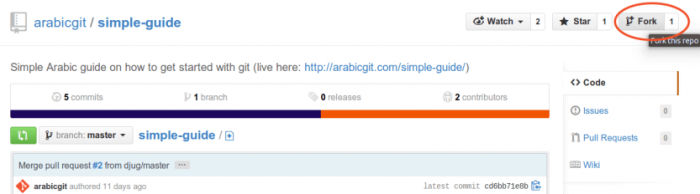 arabicgit / simple-guide
Watch 2 Star 1 Fork 1
Fork this repo
Simple Arabic guide on how to get started with git (live here: http://arabicgit.com/simple-guide/)
5 commits 1 branch 0 releases 2 contributors
branch: master simple-guide /
Merge pull request #2 from djug/master ...
arabicgit authored 11 days ago latest commit cd6bb71e8b
Code
Issues 0
Pull Requests 0
Wiki